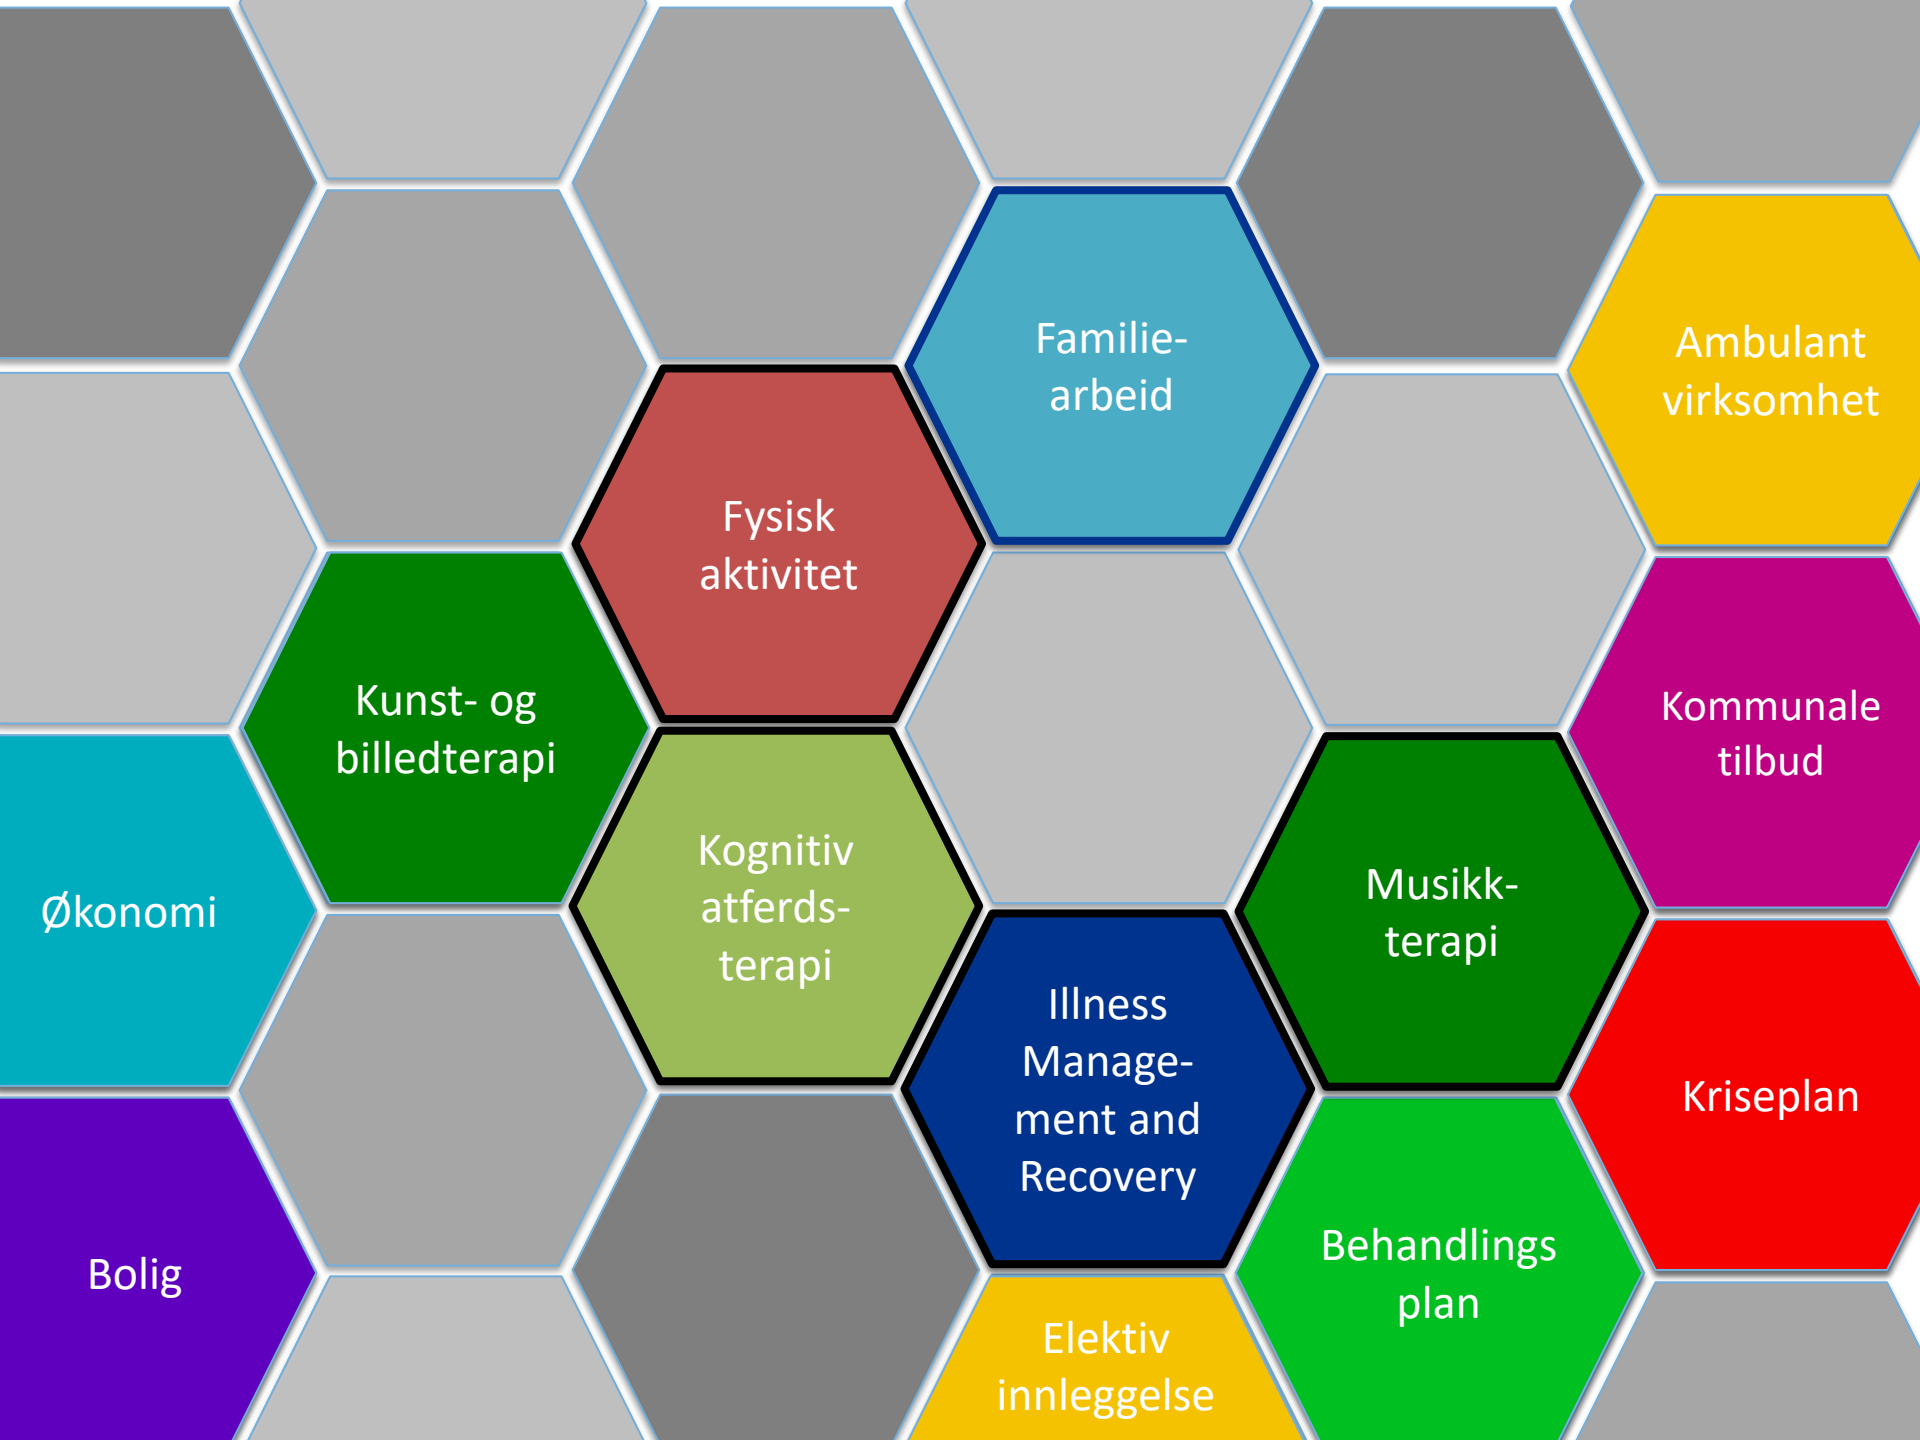 Familie-
arbeid
Ambulant
virksomhet
Fysisk
aktivitet
Kunst- og
billedterapi
Kommunale
tilbud
Økonomi
Kognitiv
atferds-
terapi
Musikk-
terapi
Illness
Manage-
ment and
Recovery
Kriseplan
Bolig
Behandlings
plan
Elektiv
innleggelse